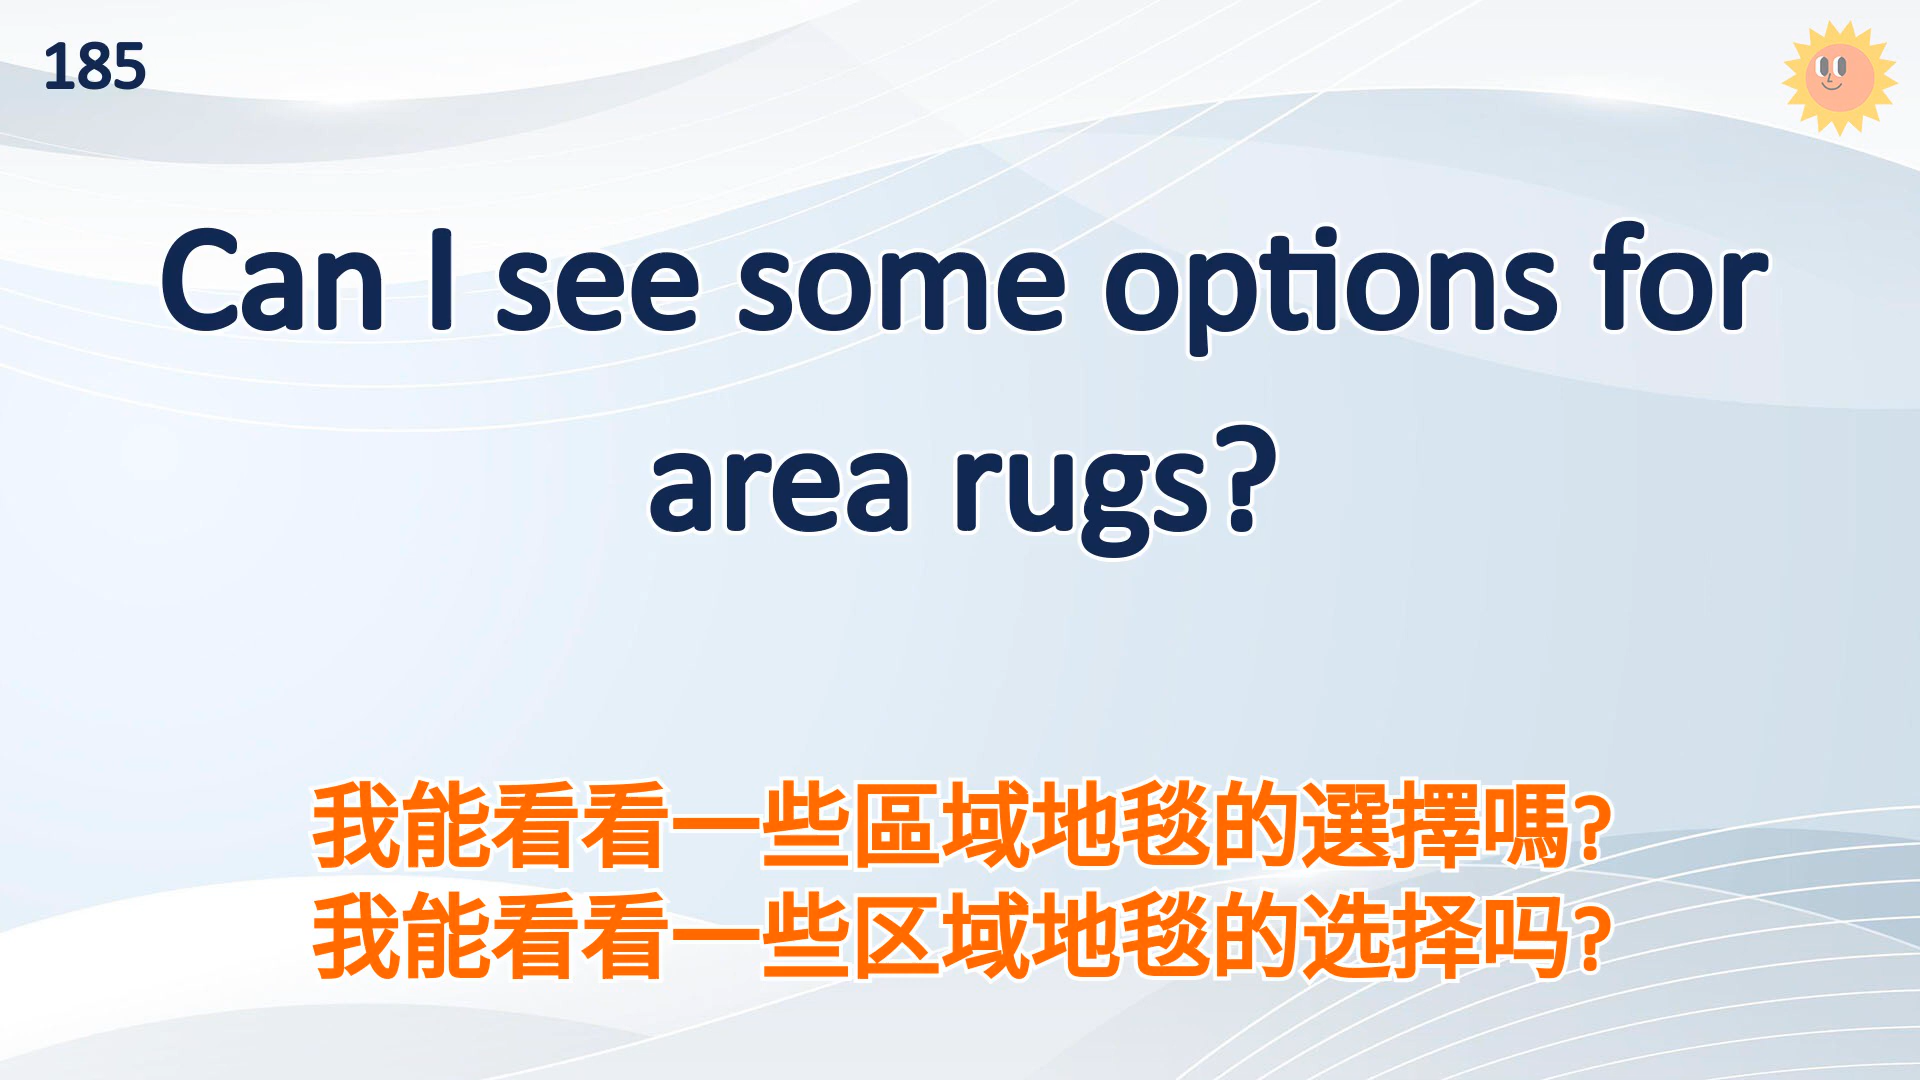 185
Can I see some options for
area rugs?
我能看看一些區域地毯的選擇嗎?
我能看看一些区域地毯的选择吗?